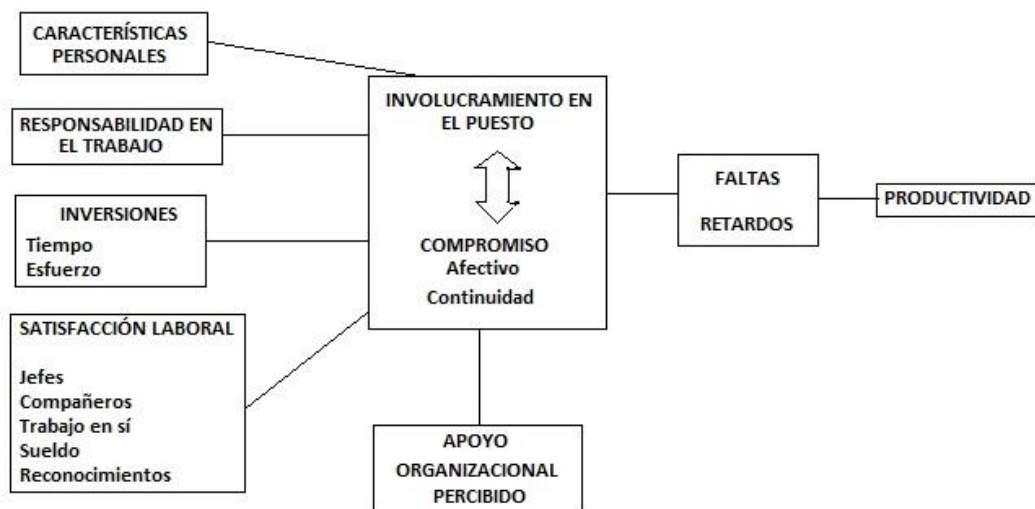 CARACTERÍSTICAS
PERSONALES
RESPONSABILIDAD EN
EL TRABAJO
INVERSIONES
Tiempo
Esfuerzo
SATISFACCIÓN LABORAL
Jefes
Compañeros
Trabajo en sí
Sueldo
Reconocimientos
INVOLUCRAMIENTO EN
EL PUESTO
COMPROMISO
Afectivo
Continuidad
APOYO
ORGANIZACIONAL
PERCIBIDO
FALTAS
RETARDOS
PRODUCTIVIDAD